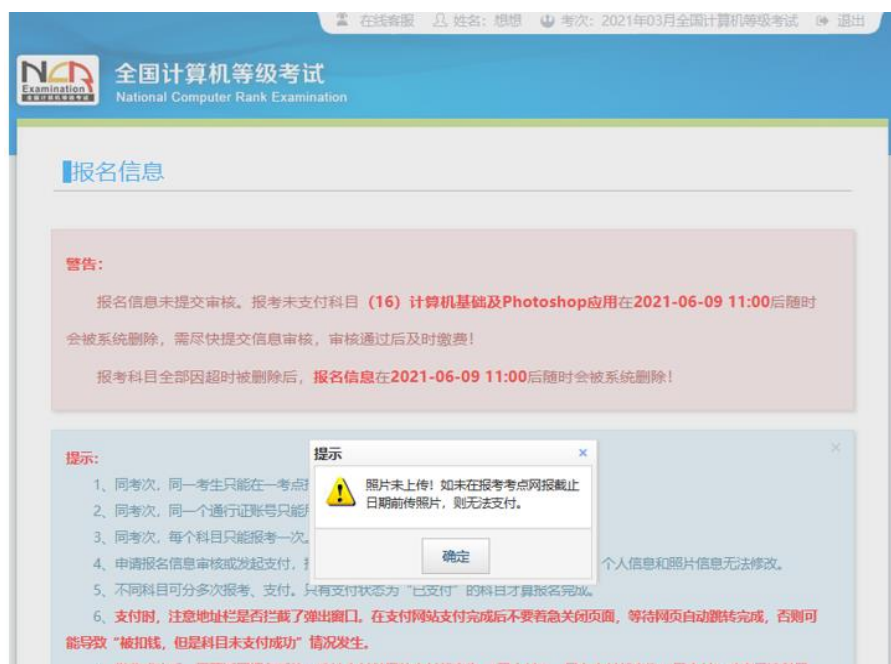 在线客服 姓名：想想 考次：2021年03月全国计算机等级考试 退出
NCR
Examination
全国计算机等级考试
全国计算机等级考试
National Computer Rank Examination
报名信息
警告：
报名信息未提交审核。报考未支付科目（16）计算机基础及Photoshop应用在2021-06-09 11:00后随时
会被系统删除，需尽快提交信息审核，审核通过后及时缴费！
报考科目全部因超时被删除后，报名信息在2021-06-09 11:00后随时会被系统删除！
提示：
1、同考次，同一考生只能在一考点
2、同考次，同一个通行证账号只能
3、同考次，每个科目只能报考一次。
4、申请报名信息审核或发起支付，
个人信息和照片信息无法修改。
5、不同科目可分多次报考、支付。只有支付状态为“已支付”的科目才算报名完成。
6、支付时，注意地址栏是否拦截了弹出窗口。在支付网站支付完成后不要着急关闭页面，等待网页自动跳转完成，否则可
能导致“被扣钱，但是科目未支付成功”情况发生。
提示
照片未上传！如未在报考考点网报截止
日期前传照片，则无法支付。
确定